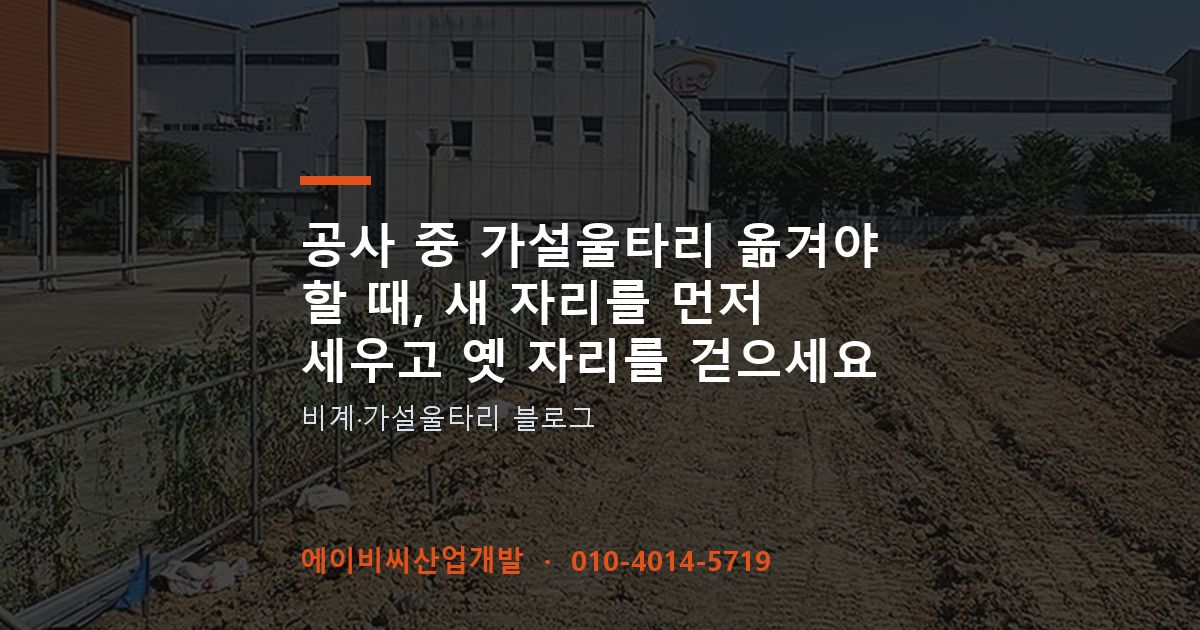 공사 중 가설울타리 옮겨야
할 때, 새 자리를 먼저
세우고 옛 자리를 걷으세요
비계·가설울타리 블로그
에이비씨산업개발 · 010-4014-5719